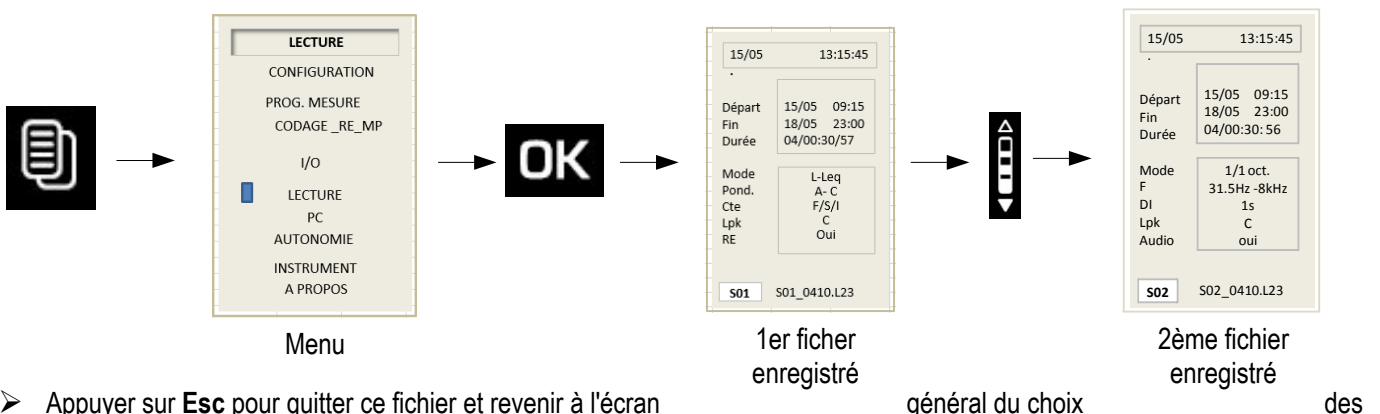 LECTURE
CONFIGURATION
PROG. MESURE
CODAGE _RE_MP
I/O
LECTURE
PC
AUTONOMIE
INSTRUMENT
A PROPOS
Menu
OK
15/05 13:15:45
.
Départ 15/05 09:15
Fin 18/05 23:00
Durée 04/00:30/57
Mode L-Leq
Pond. A- C
Cte F/S/I
Lpk C
RE Oui
S01 S01_0410.L23
1er ficher
enregistré
15/05 13:15:45
.
Départ 15/05 09:15
Fin 18/05 23:00
Durée 04/00:30: 56
Mode 1/1 oct.
F 31.5Hz -8kHz
DI 1s
Lpk C
Audio oui
S02 S02_0410.L23
2ème fichier
enregistré
➢ Appuyer sur Esc pour quitter ce fichier et revenir à l'écran général du choix des